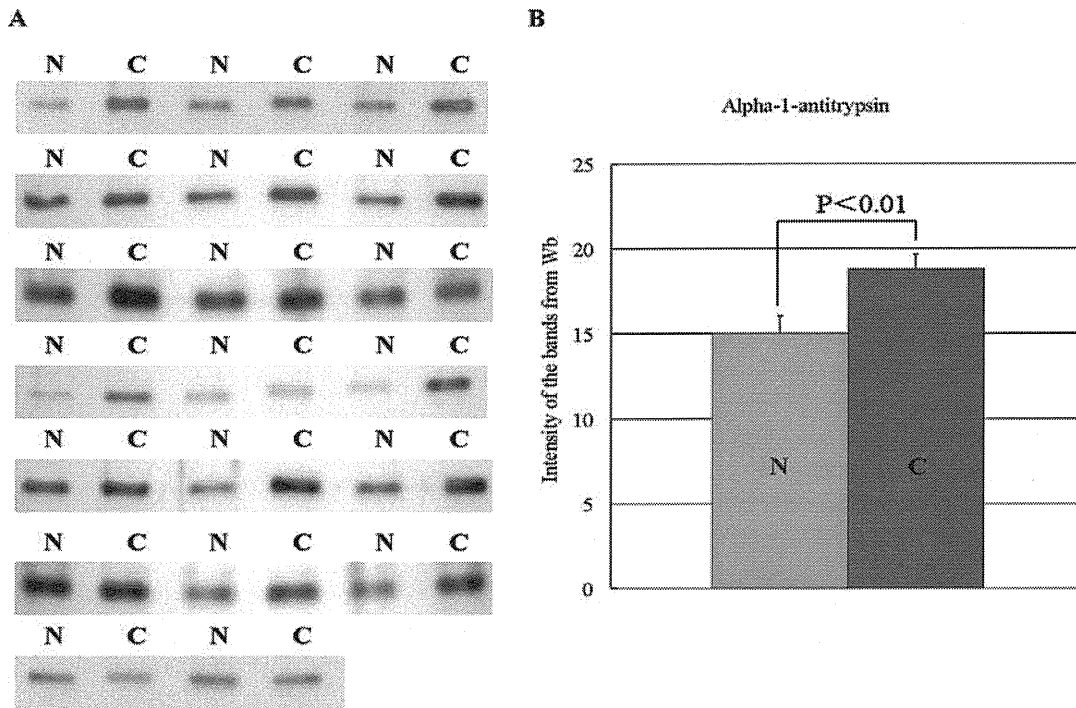 A
N C N C N C
N C N C N C
N C N C N C
N C N C N C
N C N C N C
N C N C N C
N C N C
B
Alpha-1-antitrypsin
Intensity of the bands from Wb
25
20
15
10
5
0
P<0.01
N
C